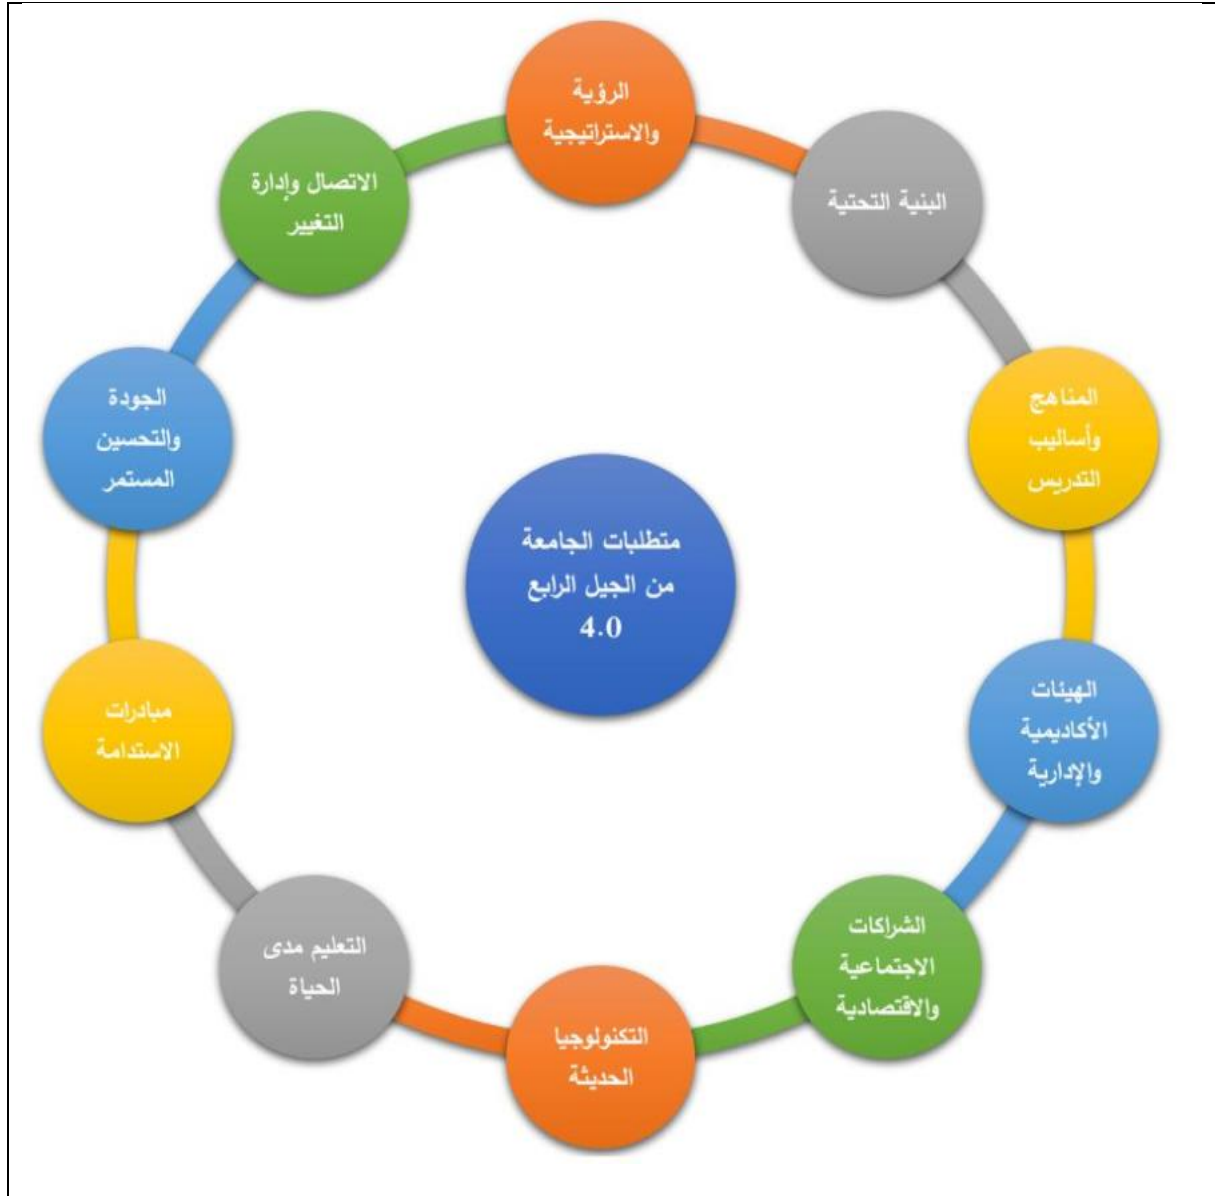 الرؤية
والاستراتيجية
البنية التحتية
المناهج
وأساليب
التدريس
الهيئات
الأكاديمية
والإدارية
الشراكات
الاجتماعية
والاقتصادية
التكنولوجيا
الحديثة
التعليم مدى
الحياة
مبادرات
الاستدامة
الجودة
والتحسين
المستمر
الاتصال وإدارة
التغيير
متطلبات الجامعة
من الجيل الرابع
4.0